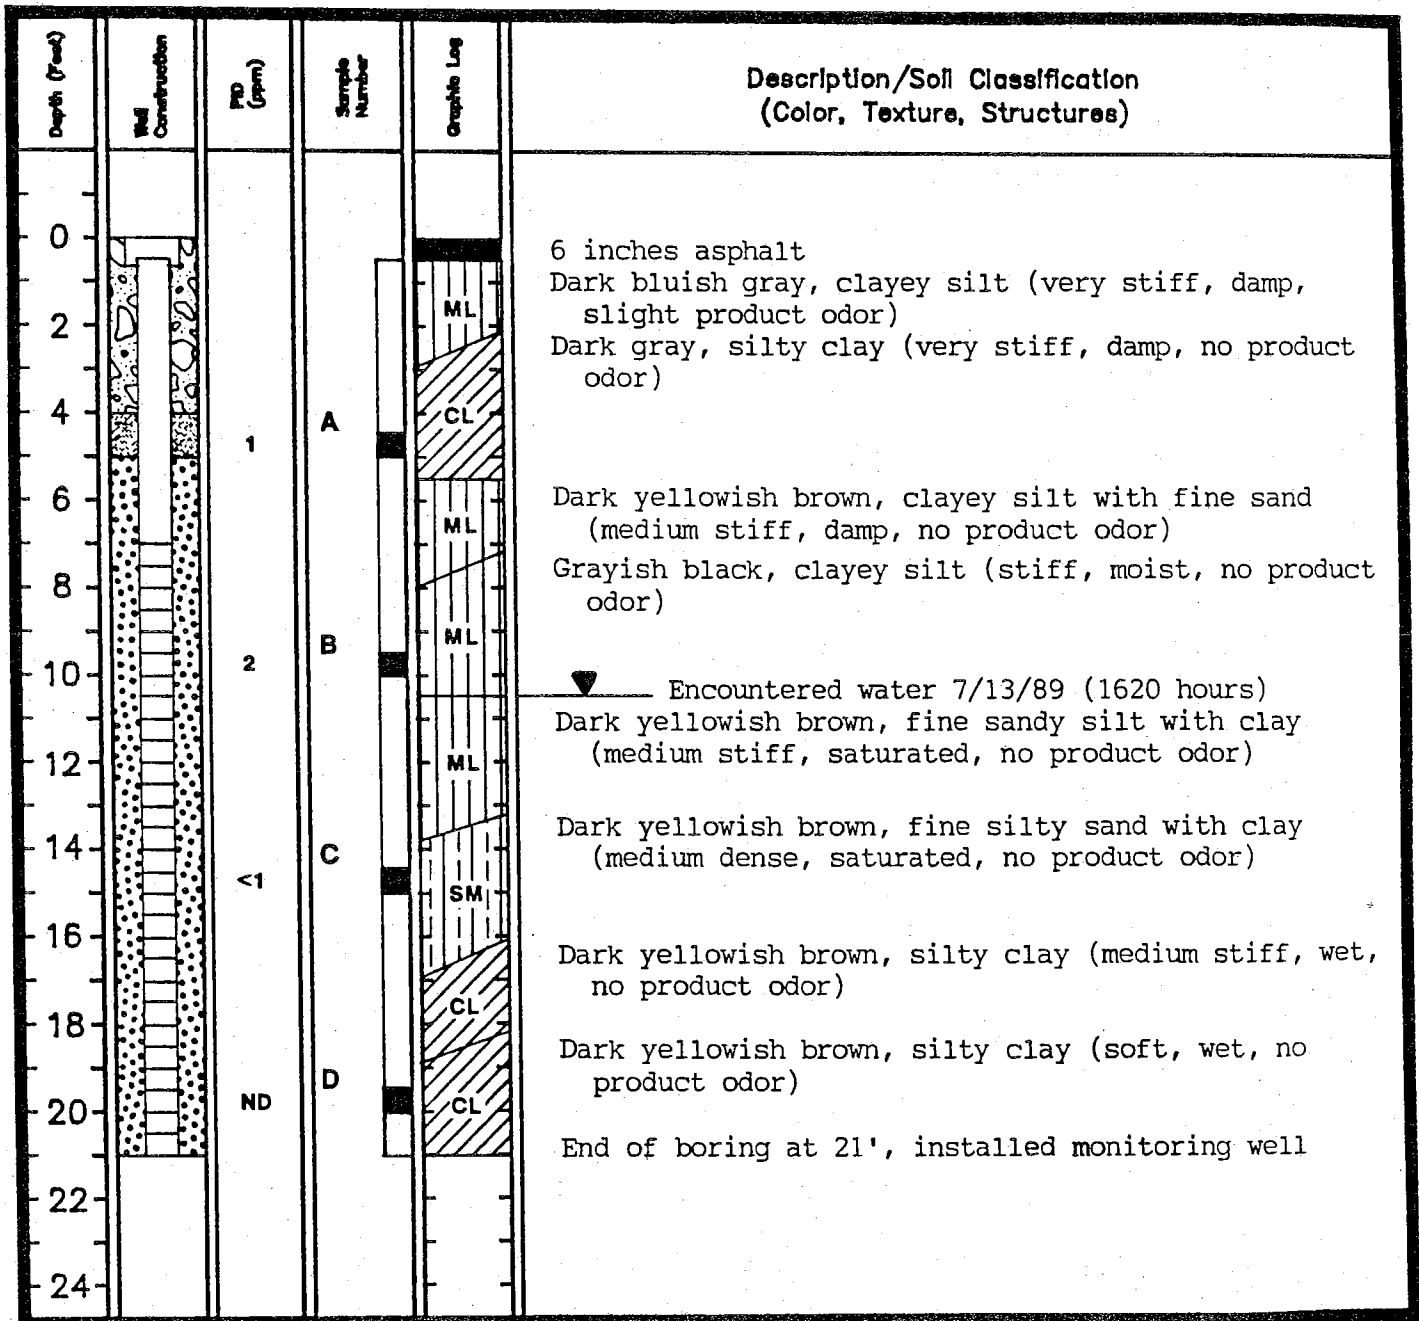 Depth (Feet)
Well
Construction
PID
(ppm)
Sample
Number
Graphic Log
Description/Soil Classification
(Color, Texture, Structures)
0
6 inches asphalt
Dark bluish gray, clayey silt (very stiff, damp,
ML
slight product odor)
2
Dark gray, silty clay (very stiff, damp, no product
odor)
4
A
CL
1
6
Dark yellowish brown, clayey silt with fine sand
ML
(medium stiff, damp, no product odor)
Grayish black, clayey silt (stiff, moist, no product
8
odor)
B
ML
2
10
Encountered water 7/13/89 (1620 hours)
Dark yellowish brown, fine sandy silt with clay
(medium stiff, saturated, no product odor)
12
ML
Dark yellowish brown, fine silty sand with clay
14
C
(medium dense, saturated, no product odor)
<1
SM
16
Dark yellowish brown, silty clay (medium stiff, wet,
no product odor)
CL
18
Dark yellowish brown, silty clay (soft, wet, no
D
product odor)
20
ND
CL
End of boring at 21', installed monitoring well
22
24